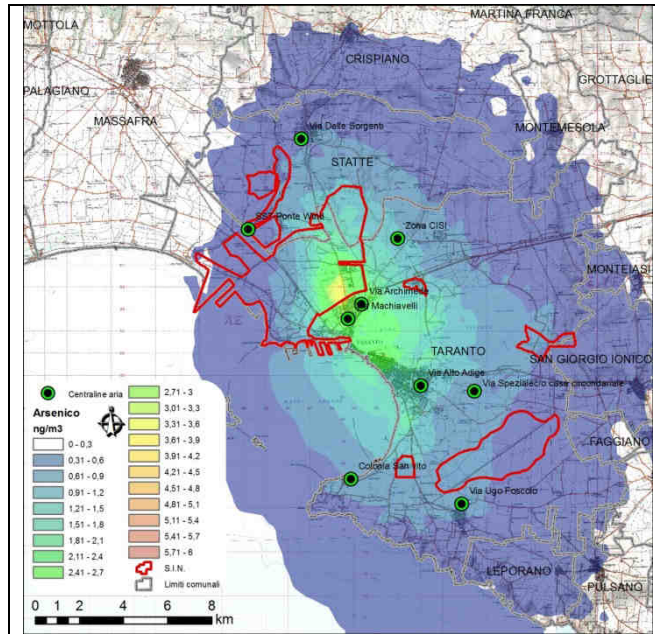 MOTTOLA
MARTINA FRANCA
CRISPIANO
GROTTAGLIE
PALAGIANO
MASSAFRA
MONTEMESOLA
Via Delle Sorgenti
STATTE
SS7 Ponte Wind
Zona CISI
MONTEIASI
Via Archimede
Machiavelli
TARANTO
SAN GIORGIO IONICO
Via Alto Adige
Via Speziale c/o case circondariale
FAGGIANO
Colonia San Vito
Via Ugo Foscolo
LEPORANO
PULSANO
Centraline aria
Arsenico
ng/m3
0 - 0,3
0,31 - 0,6
0,61 - 0,9
0,91 - 1,2
1,21 - 1,5
1,51 - 1,8
1,81 - 2,1
2,11 - 2,4
2,41 - 2,7
2,71 - 3
3,01 - 3,3
3,31 - 3,6
3,61 - 3,9
3,91 - 4,2
4,21 - 4,5
4,51 - 4,8
4,81 - 5,1
5,11 - 5,4
5,41 - 5,7
5,71 - 6
S.I.N.
Limiti comunali
0 2 4 6 8
km